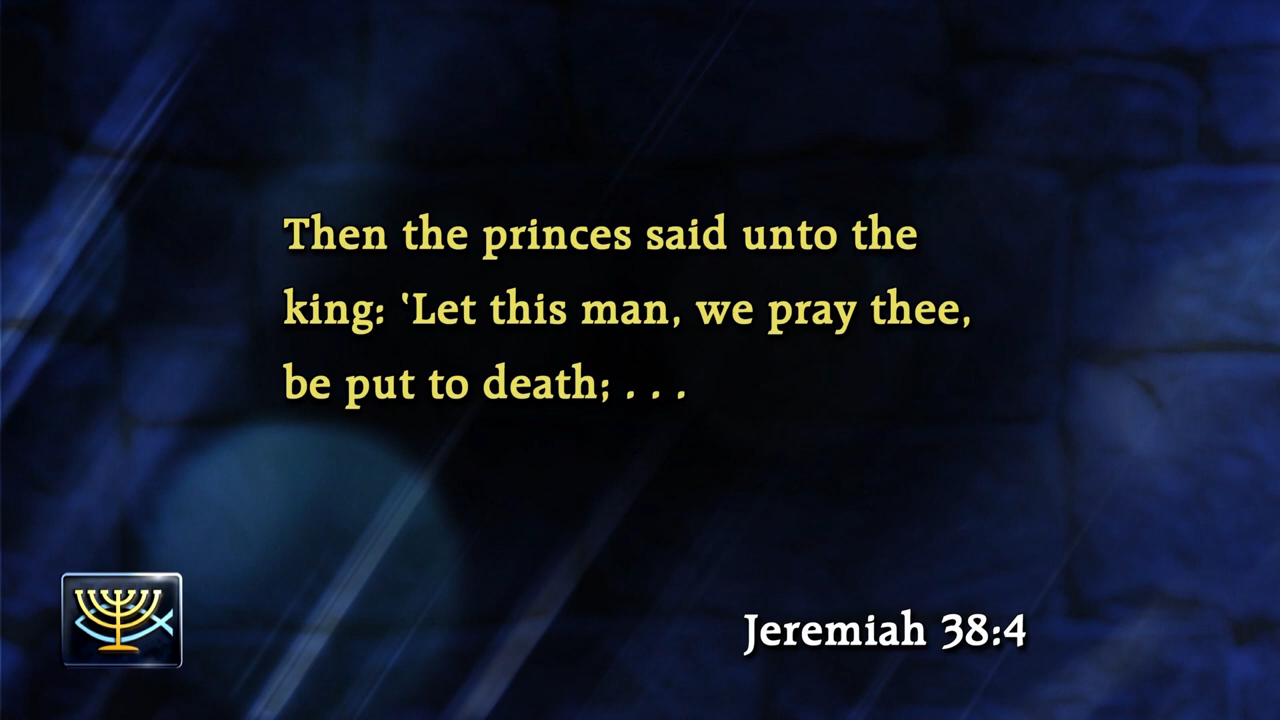 Then the princes said unto the
king: ‛Let this man, we pray thee,
be put to death; . . .
Jeremiah 38:4